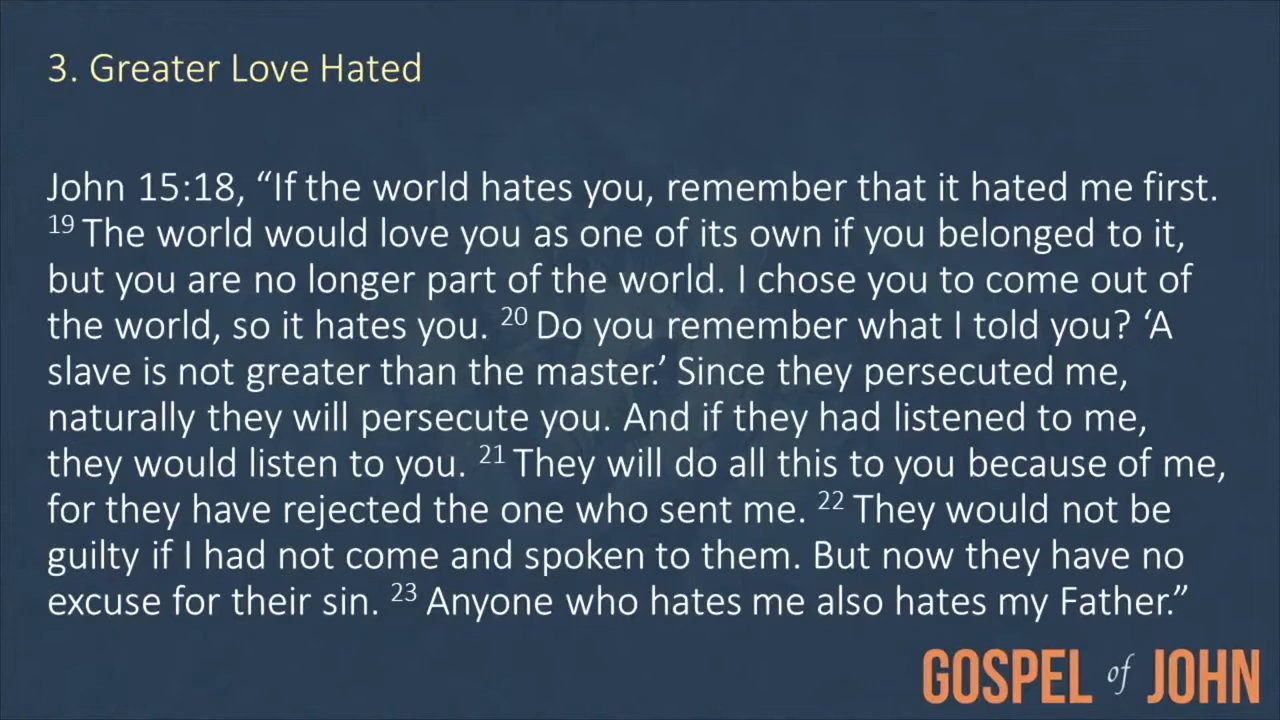 3. Greater Love Hated
John 15:18, “If the world hates you, remember that it hated me first.
19 The world would love you as one of its own if you belonged to it,
but you are no longer part of the world. I chose you to come out of
the world, so it hates you. 20 Do you remember what I told you? ‘A
slave is not greater than the master.’ Since they persecuted me,
naturally they will persecute you. And if they had listened to me,
they would listen to you. 21 They will do all this to you because of me,
for they have rejected the one who sent me. 22 They would not be
guilty if I had not come and spoken to them. But now they have no
excuse for their sin. 23 Anyone who hates me also hates my Father.”
GOSPEL of JOHN